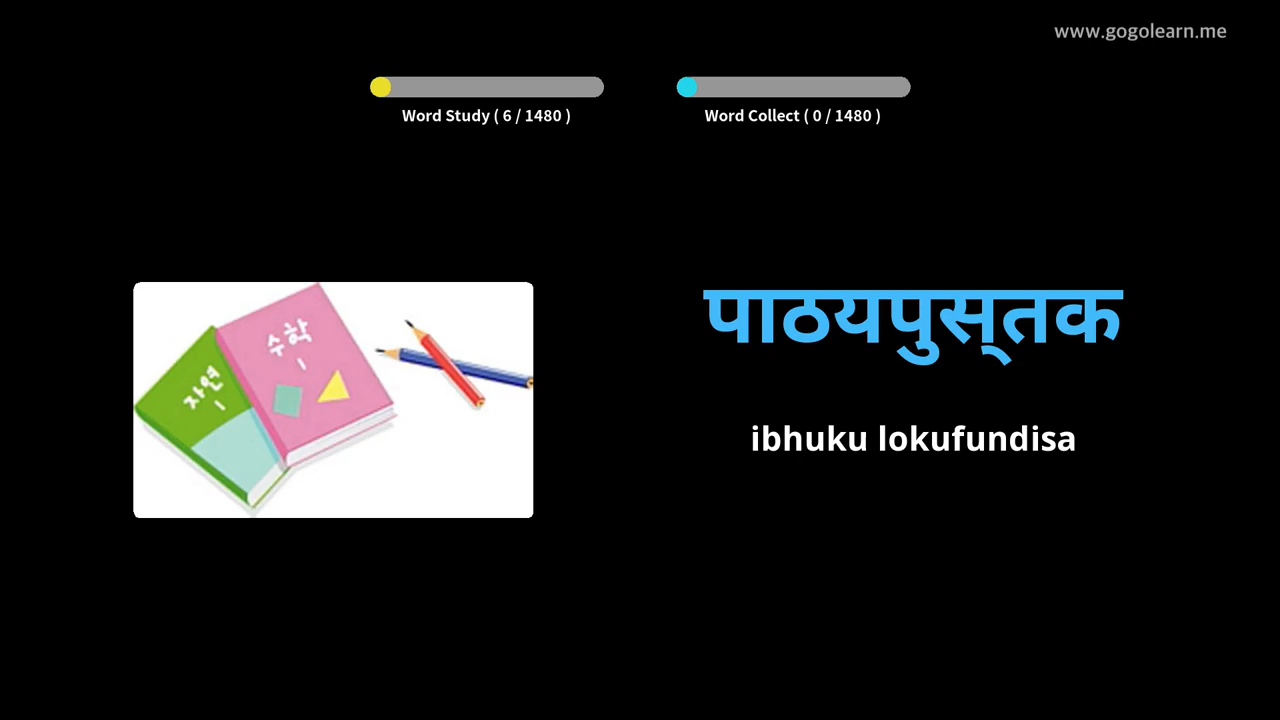 www.gogolearn.me
Word Study ( 6 / 1480 )
Word Collect ( 0 / 1480 )
पाठयपुस्‌तक
ibhuku lokufundisa
자연
1
수학
1